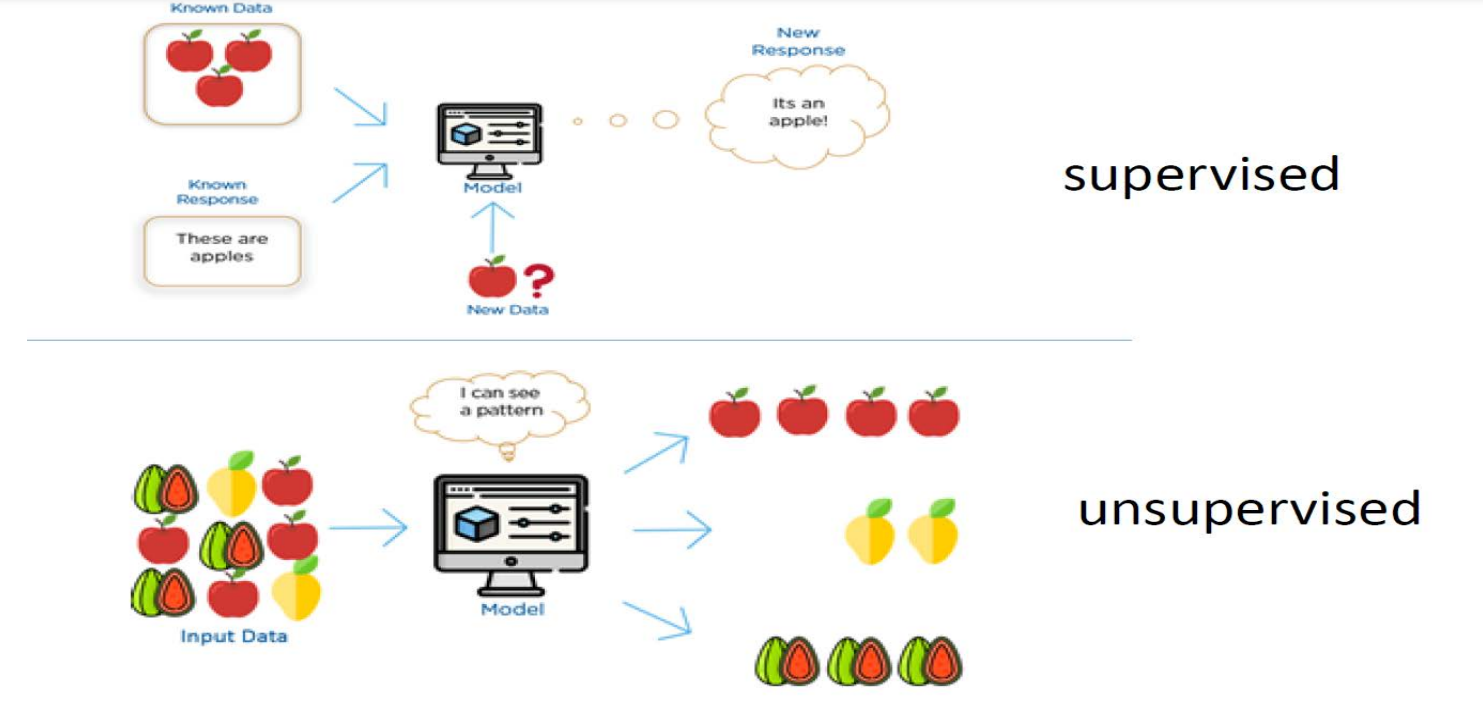 Known Data
New
Response
Its an
apple!
Model
Known
Response
These are
apples
?
New Data
supervised
I can see
a pattern
Model
Input Data
unsupervised